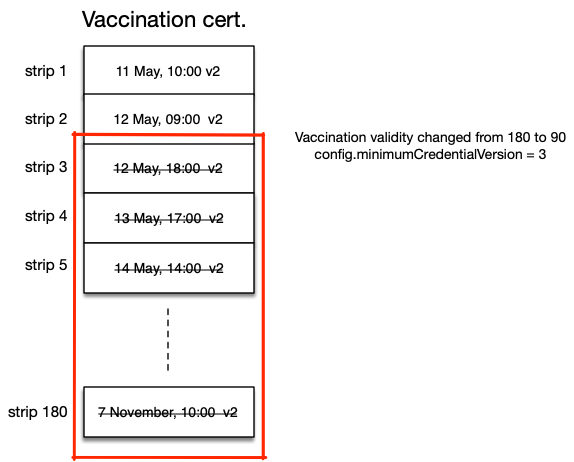 Vaccination cert.
strip 1
11 May, 10:00 v2
strip 2
12 May, 09:00 v2
Vaccination validity changed from 180 to 90
config.minimumCredentialVersion = 3
strip 3
12 May, 18:00 v2
strip 4
13 May, 17:00 v2
strip 5
14 May, 14:00 v2
strip 180
7 November, 10:00 v2